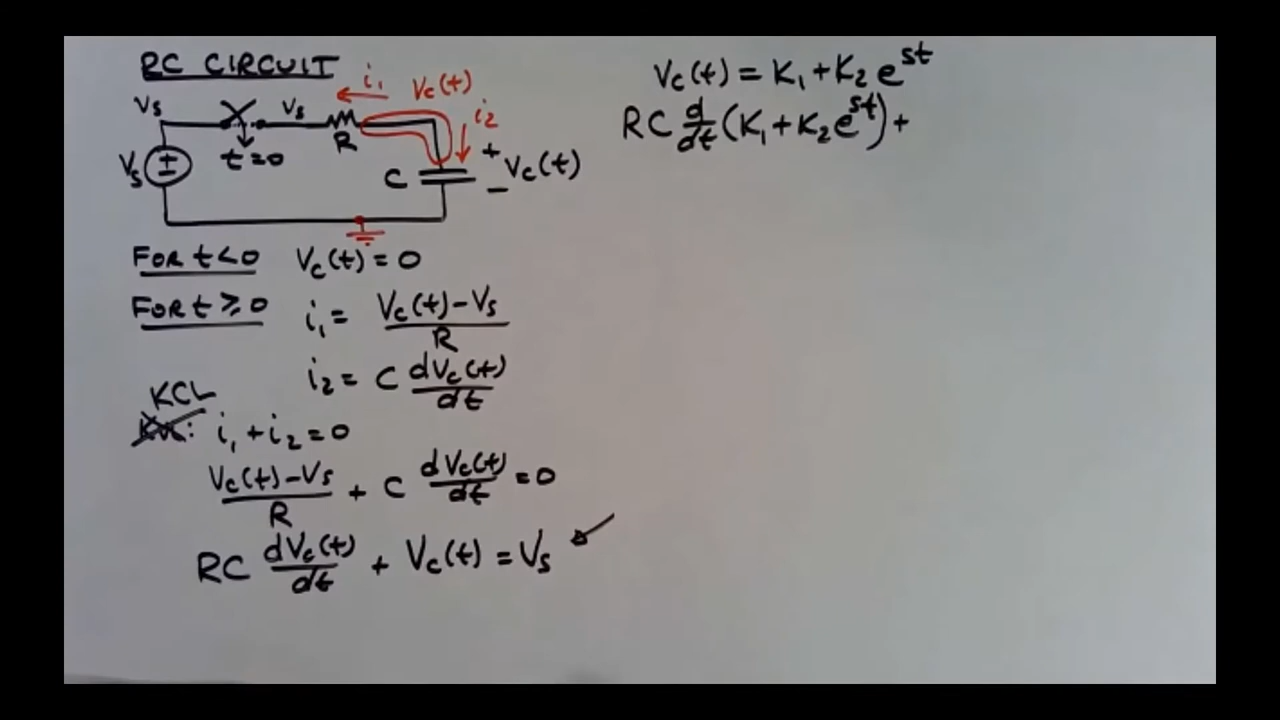 RC CIRCUIT
i₁ Vc(t)
Vs Vs i₂
R
t=0
Vs ± C + Vc(t) −
FOR t<0 Vc(t) = 0
FOR t ≥ 0 i₁ = (Vc(t) − Vs)/R
i₂ = C dVc(t)/dt
KCL
KVL: i₁ + i₂ = 0
(Vc(t) − Vs)/R + C dVc(t)/dt = 0
RC dVc(t)/dt + Vc(t) = Vs
Vc(t) = K₁ + K₂ e^st
RC d/dt (K₁ + K₂ e^st) +